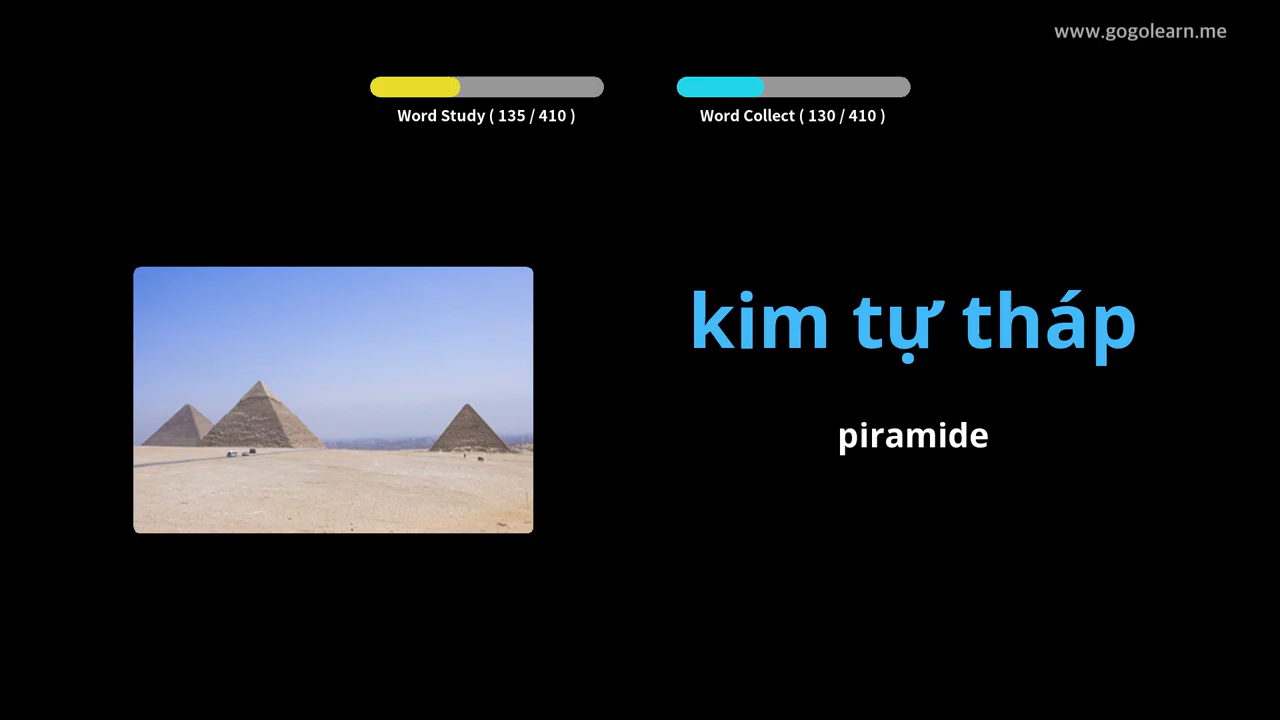 www.gogolearn.me
Word Study ( 135 / 410 )
Word Collect ( 130 / 410 )
kim tự tháp
piramide